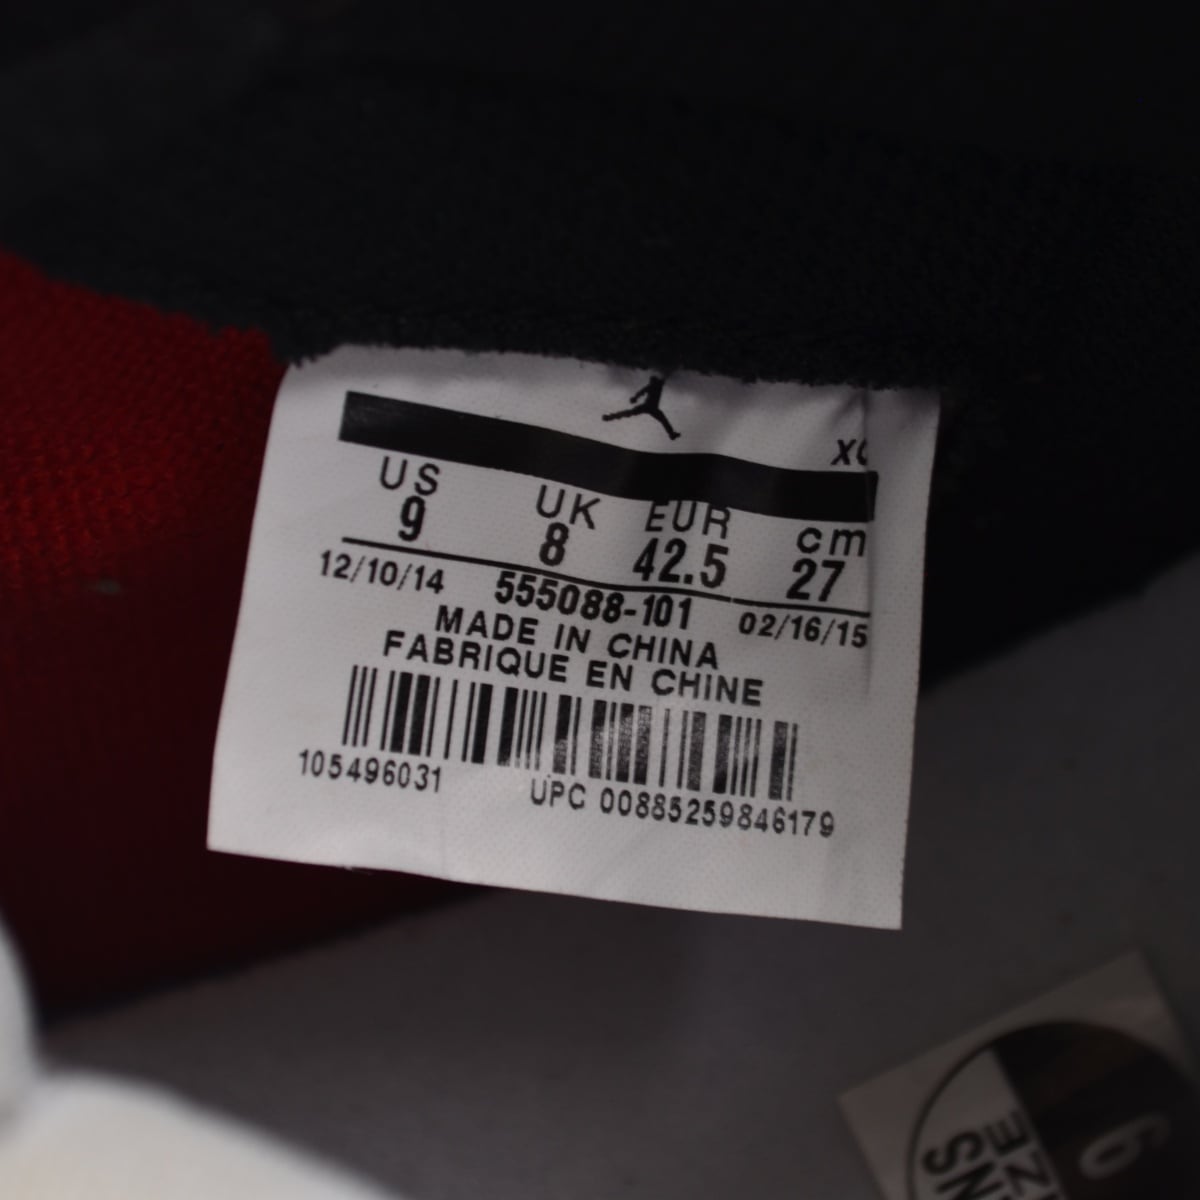 XC
US UK EUR cm
9 8 42.5 27
12/10/14 555088-101 02/16/15
MADE IN CHINA
FABRIQUE EN CHINE
105496031 UPC 00885259846179
9